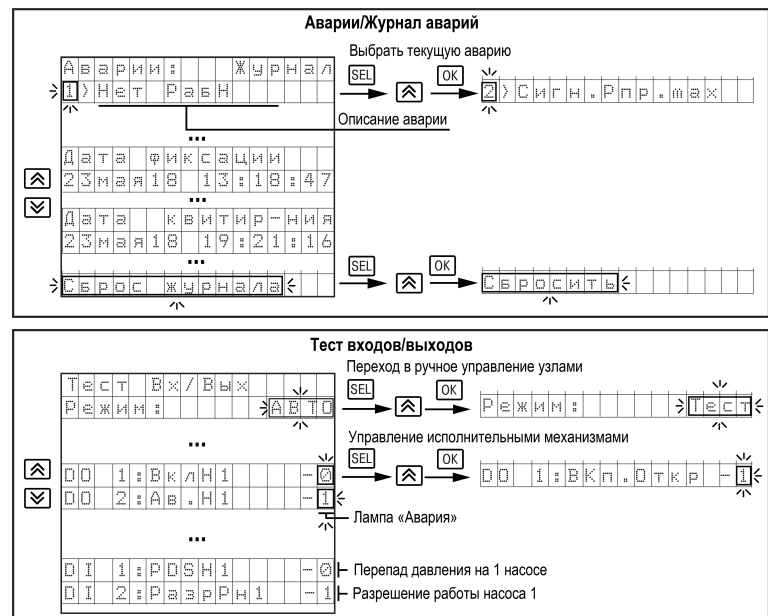 Аварии/Журнал аварий
Выбрать текущую аварию
Аварии: Журнал
SEL OK
1)Нет РабН
2)Сигн.Рпр.max
Описание аварии
...
Дата фиксации
23мая18 13:18:47
...
Дата квитир-ния
23мая18 19:21:16
...
SEL OK
Сброс журнала
Сбросить
Тест входов/выходов
Переход в ручное управление узлами
Тест Вх/Вых
SEL OK
Режим: АВТО
Режим: Тест
...
Управление исполнительными механизмами
SEL OK
DO 1:ВклН1 -0
DO 1:ВКп.Откр -1
DO 2:Ав.Н1 -1
Лампа «Авария»
...
DI 1:PDSH1 -0
Перепад давления на 1 насосе
DI 2:РазрРн1 -1
Разрешение работы насоса 1